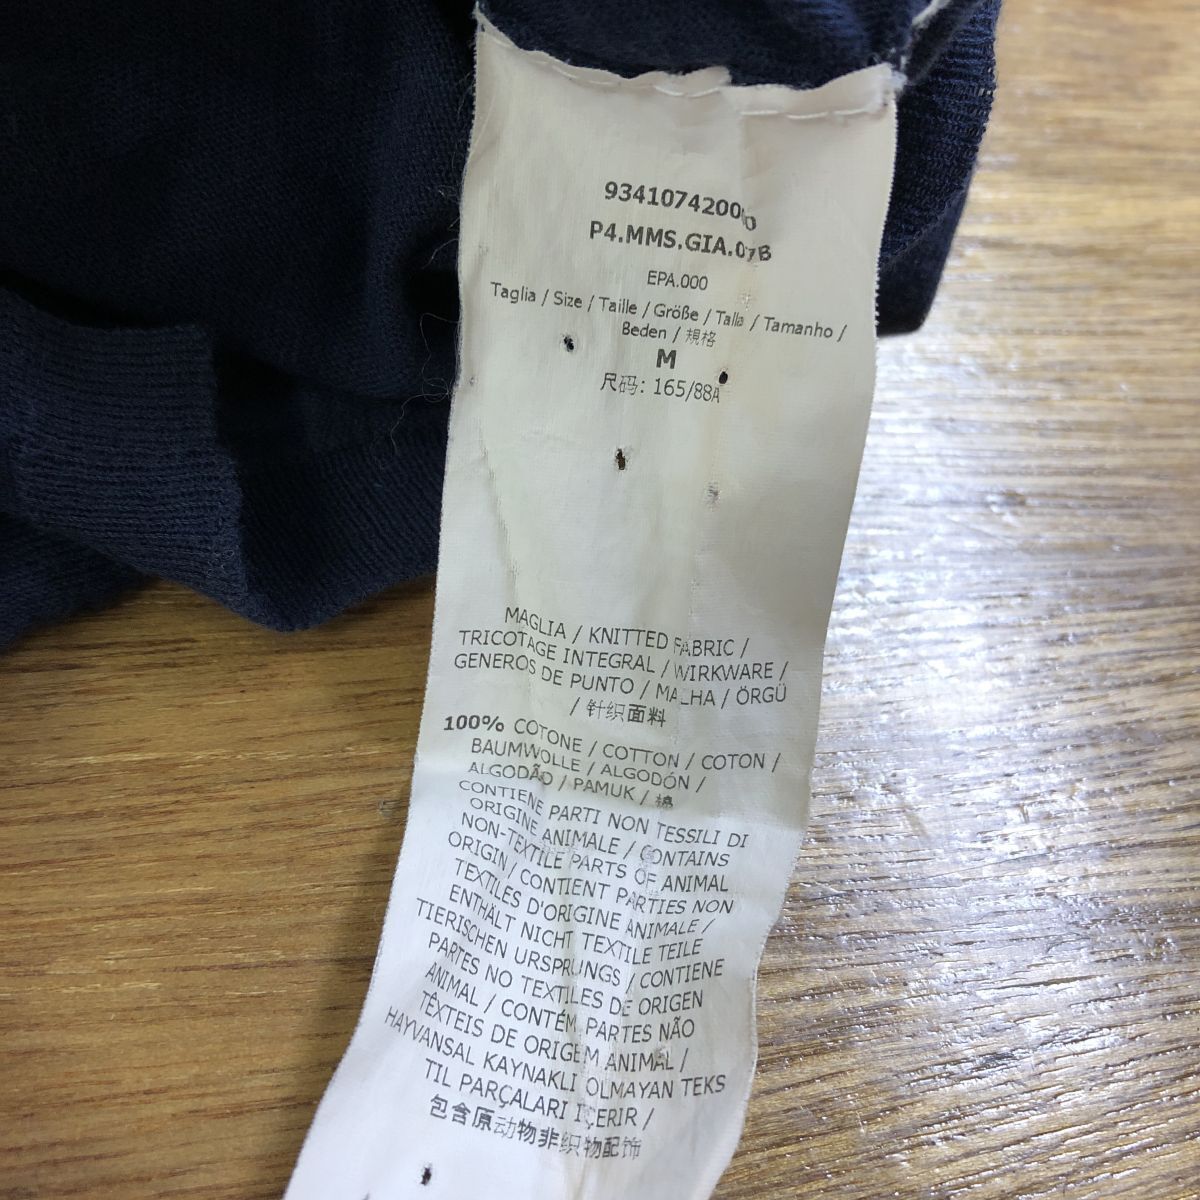 93410742000
P4.MMS.GIA.07B
EPA.000
Taglia / Size / Taille / Größe / Talla / Tamanho /
Beden / 規格
M
尺码: 165/88A
MAGLIA / KNITTED FABRIC /
TRICOTAGE INTEGRAL / WIRKWARE /
GENEROS DE PUNTO / MALHA / ÖRGÜ
/ 针织面料
100% COTONE / COTTON / COTON /
BAUMWOLLE / ALGODÓN /
ALGODÃO / PAMUK / 棉
CONTIENE PARTI NON TESSILI DI
ORIGINE ANIMALE / CONTAINS
NON-TEXTILE PARTS OF ANIMAL
ORIGIN / CONTIENT PARTIES NON
TEXTILES D'ORIGINE ANIMALE /
ENTHÄLT NICHT TEXTILE TEILE
TIERISCHEN URSPRUNGS / CONTIENE
PARTES NO TEXTILES DE ORIGEN
ANIMAL / CONTÉM PARTES NÃO
TÊXTEIS DE ORIGEM ANIMAL /
HAYVANSAL KAYNAKLI OLMAYAN TEKS
TIL PARÇALARI IÇERIR /
包含原动物非织物配饰